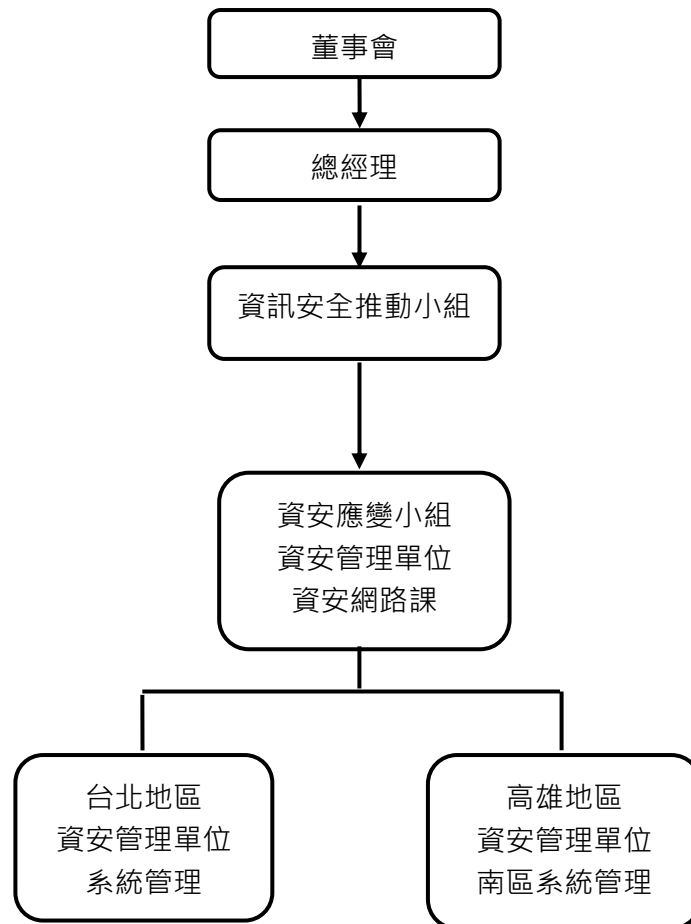 董事會
總經理
資訊安全推動小組
資安應變小組
資安管理單位
資安網路課
台北地區
資安管理單位
系統管理
高雄地區
資安管理單位
南區系統管理